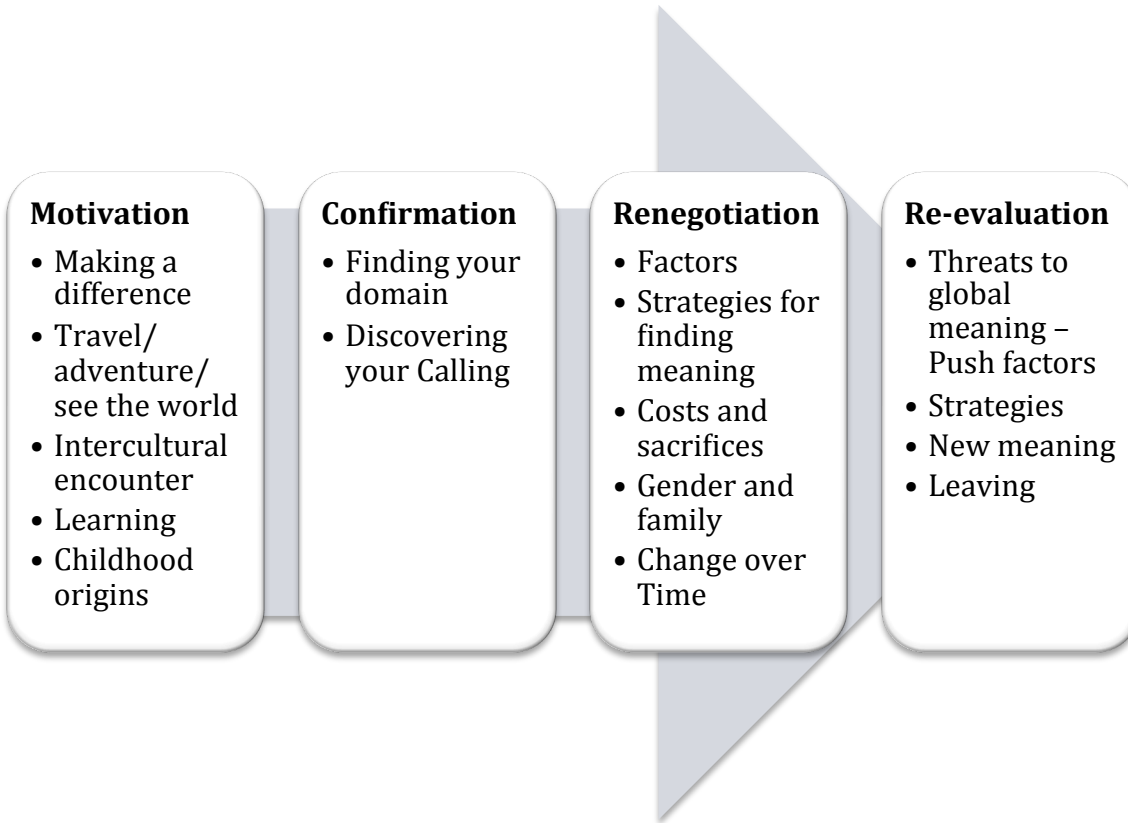 Motivation
• Making a
difference
• Travel/
adventure/
see the world
• Intercultural
encounter
• Learning
• Childhood
origins
Confirmation
• Finding your
domain
• Discovering
your Calling
Renegotiation
• Factors
• Strategies for
finding
meaning
• Costs and
sacrifices
• Gender and
family
• Change over
Time
Re-evaluation
• Threats to
global
meaning –
Push factors
• Strategies
• New meaning
• Leaving